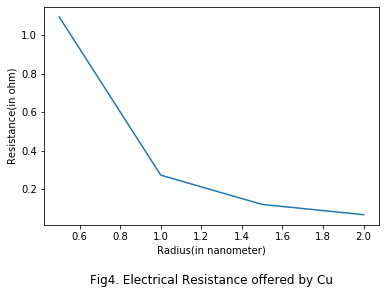 1.0
0.8
0.6
0.4
0.2
Resistance(in ohm)
0.6 0.8 1.0 1.2 1.4 1.6 1.8 2.0
Radius(in nanometer)
Fig4. Electrical Resistance offered by Cu